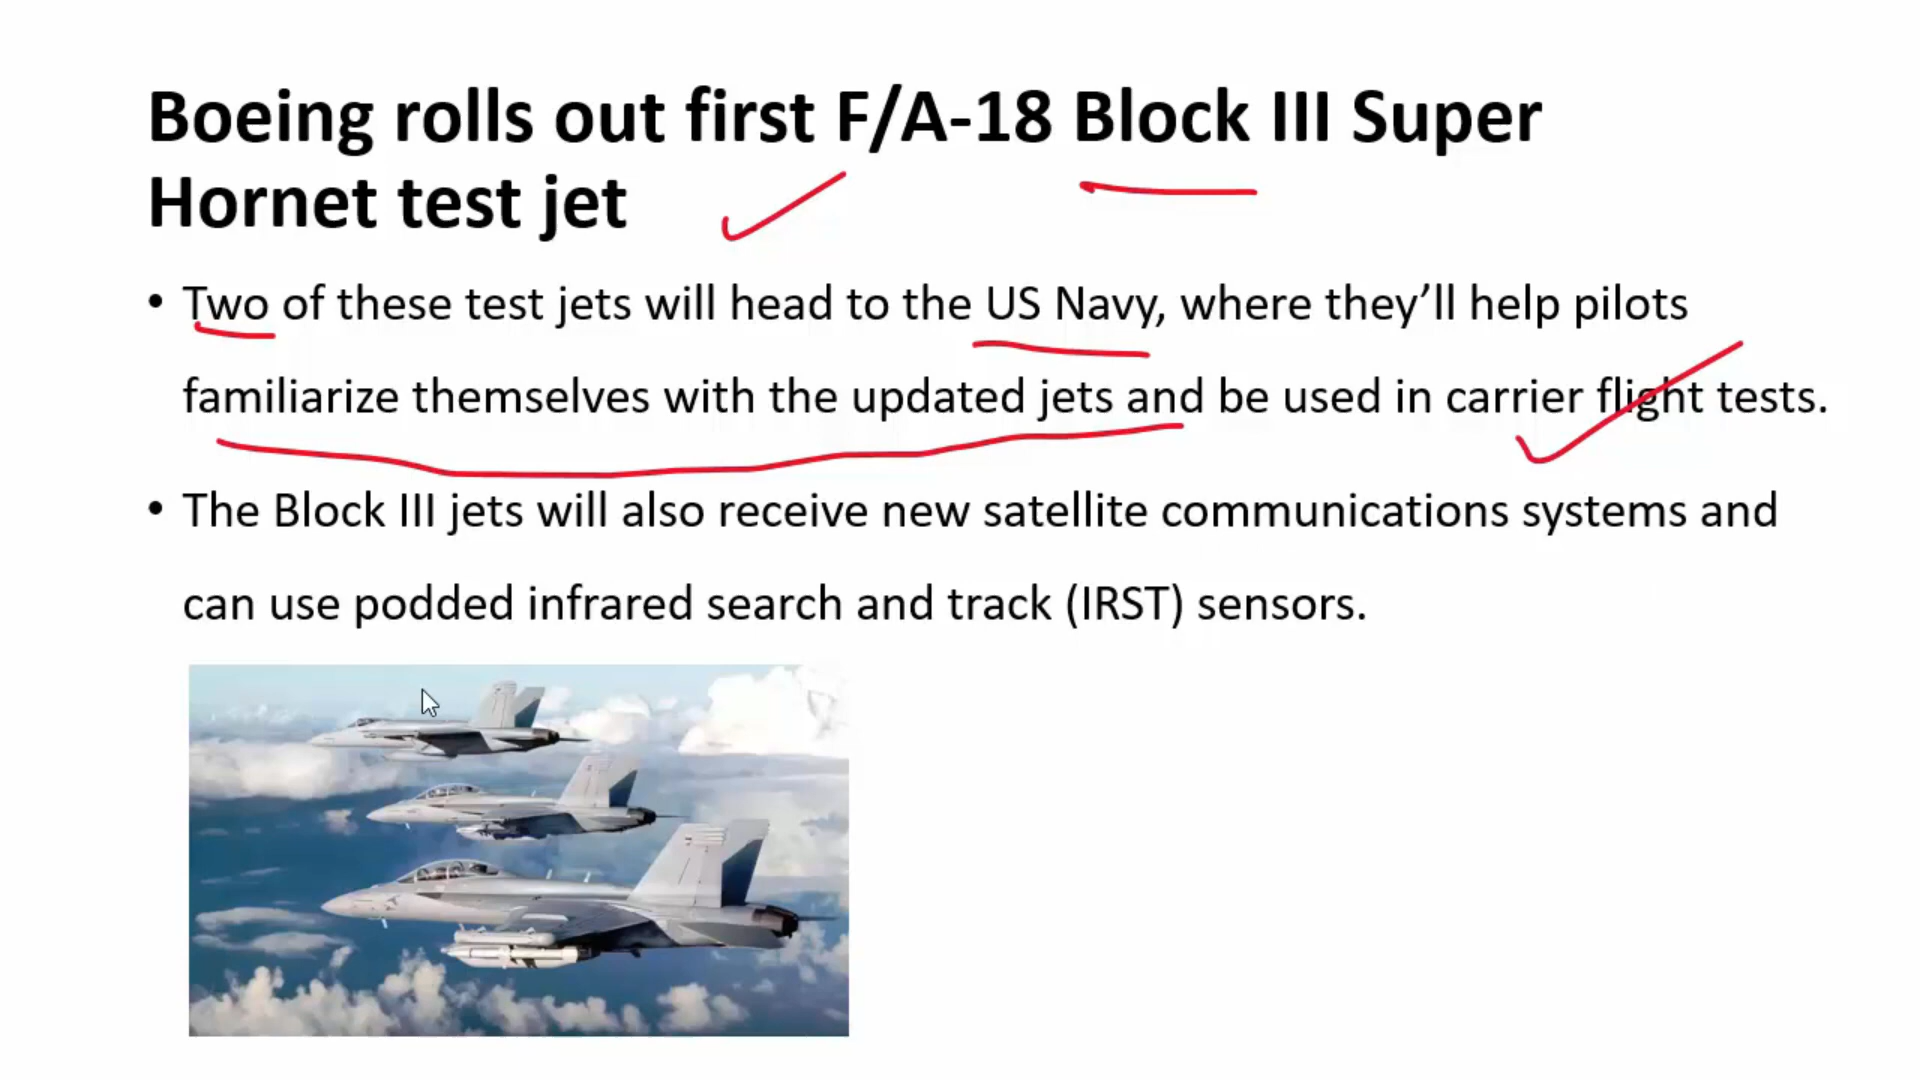 Boeing rolls out first F/A-18 Block III Super
Hornet test jet
• Two of these test jets will head to the US Navy, where they’ll help pilots
familiarize themselves with the updated jets and be used in carrier flight tests.
• The Block III jets will also receive new satellite communications systems and
can use podded infrared search and track (IRST) sensors.